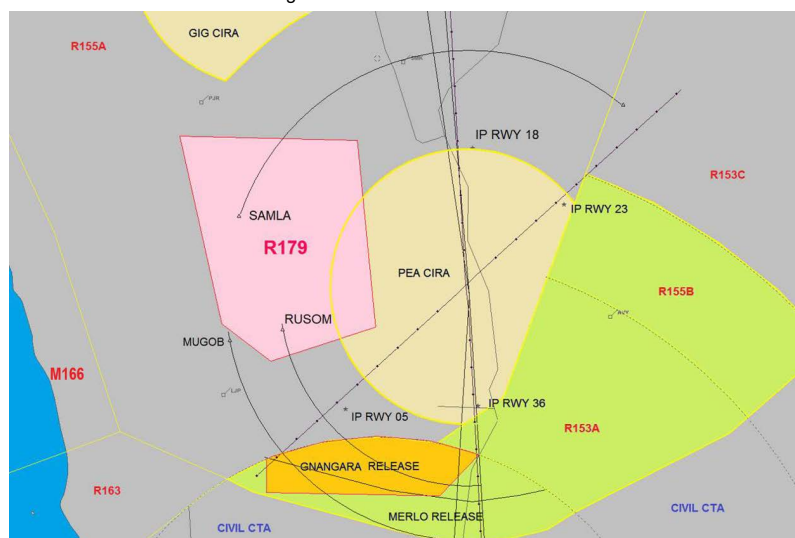 GIG CIRA
R155A
PJR
IP RWY 18
R153C
SAMLA
IP RWY 23
R179
PEA CIRA
R155B
RUSOM
MUGOB
M166
IP RWY 05
IP RWY 36
R153A
GNANGARA RELEASE
R163
MERLO RELEASE
CIVIL CTA
CIVIL CTA